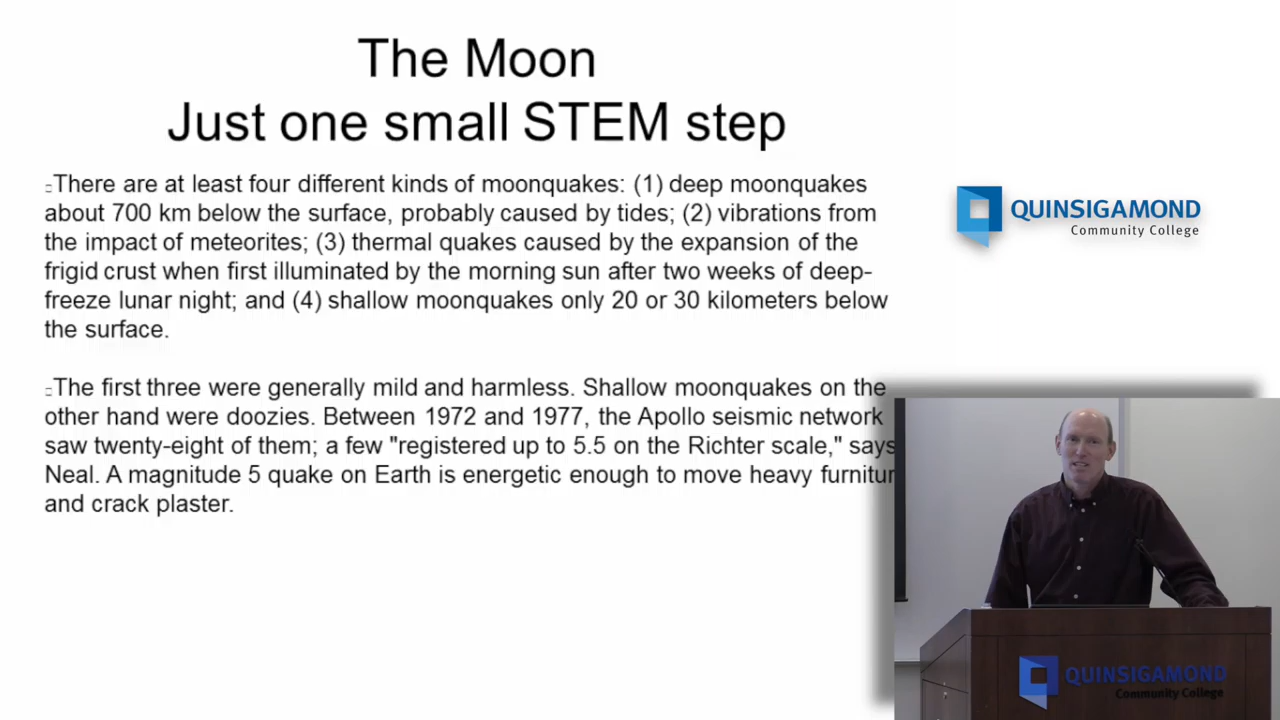 The Moon
Just one small STEM step
There are at least four different kinds of moonquakes: (1) deep moonquakes
about 700 km below the surface, probably caused by tides; (2) vibrations from
the impact of meteorites; (3) thermal quakes caused by the expansion of the
frigid crust when first illuminated by the morning sun after two weeks of deep-
freeze lunar night; and (4) shallow moonquakes only 20 or 30 kilometers below
the surface.
The first three were generally mild and harmless. Shallow moonquakes on the
other hand were doozies. Between 1972 and 1977, the Apollo seismic network
saw twenty-eight of them; a few "registered up to 5.5 on the Richter scale," says
Neal. A magnitude 5 quake on Earth is energetic enough to move heavy furnitur
and crack plaster.
QUINSIGAMOND
Community College
QUINSIGAMOND
Community College